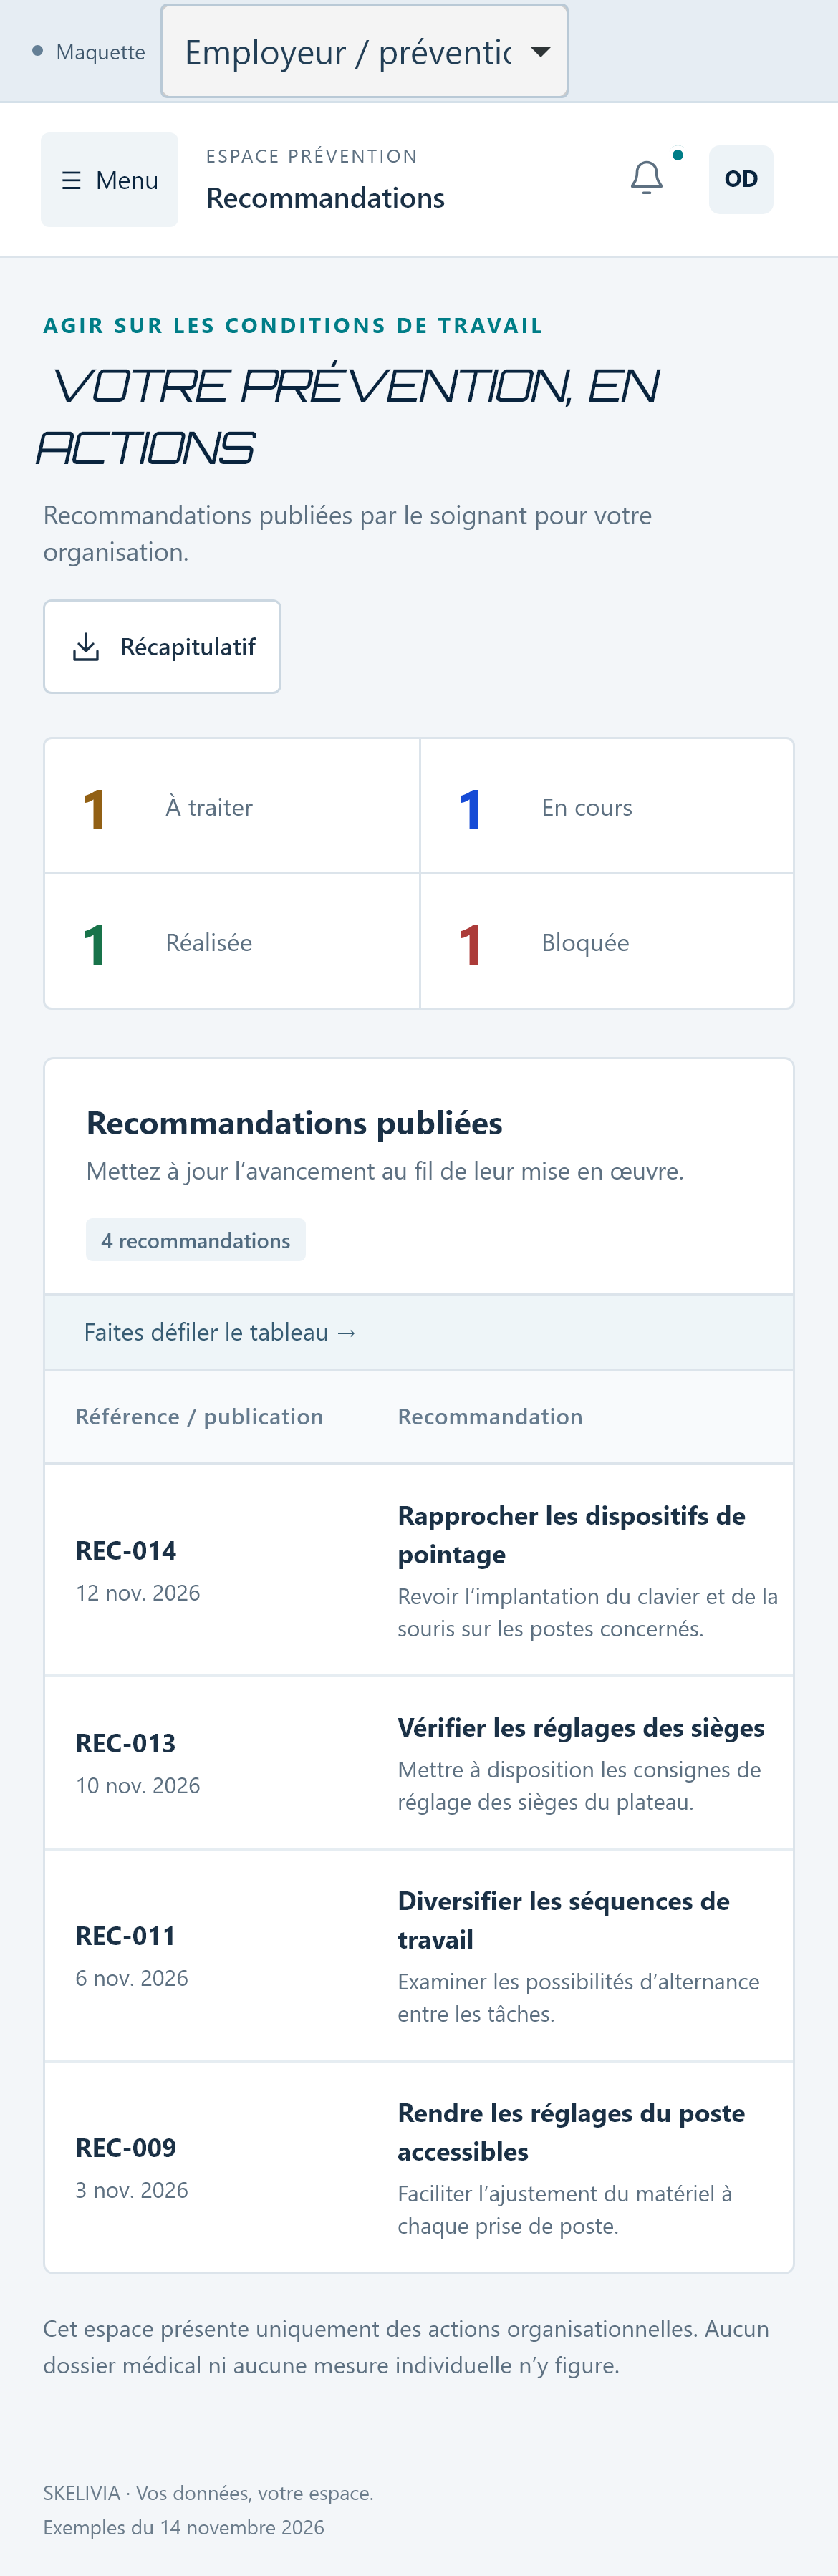 Maquette
Employeur / préventic
☰ Menu
ESPACE PRÉVENTION
Recommandations
OD
AGIR SUR LES CONDITIONS DE TRAVAIL
VOTRE PRÉVENTION, EN
ACTIONS
Recommandations publiées par le soignant pour votre
organisation.
Récapitulatif
1 À traiter
1 En cours
1 Réalisée
1 Bloquée
Recommandations publiées
Mettez à jour l’avancement au fil de leur mise en œuvre.
4 recommandations
Faites défiler le tableau →
Référence / publication
Recommandation
REC-014
12 nov. 2026
Rapprocher les dispositifs de
pointage
Revoir l’implantation du clavier et de la
souris sur les postes concernés.
REC-013
10 nov. 2026
Vérifier les réglages des sièges
Mettre à disposition les consignes de
réglage des sièges du plateau.
REC-011
6 nov. 2026
Diversifier les séquences de
travail
Examiner les possibilités d’alternance
entre les tâches.
REC-009
3 nov. 2026
Rendre les réglages du poste
accessibles
Faciliter l’ajustement du matériel à
chaque prise de poste.
Cet espace présente uniquement des actions organisationnelles. Aucun
dossier médical ni aucune mesure individuelle n’y figure.
SKELIVIA · Vos données, votre espace.
Exemples du 14 novembre 2026